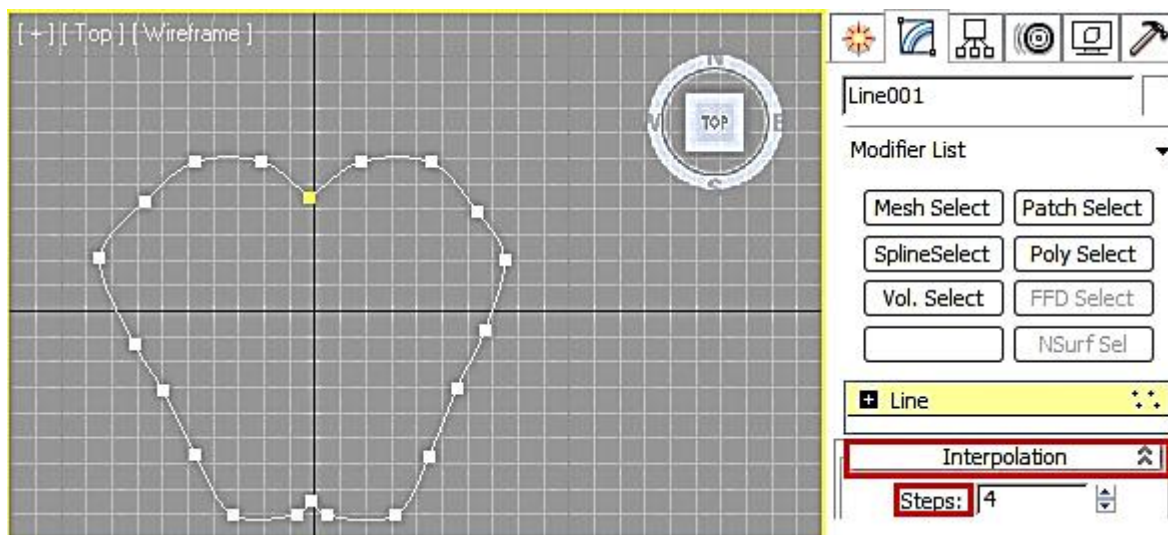 [ + ] [ Top ] [ Wireframe ]
N
W
TOP
E
S
Line001
Modifier List
Mesh Select
Patch Select
SplineSelect
Poly Select
Vol. Select
FFD Select
NSurf Sel
Line
Interpolation
Steps: 4